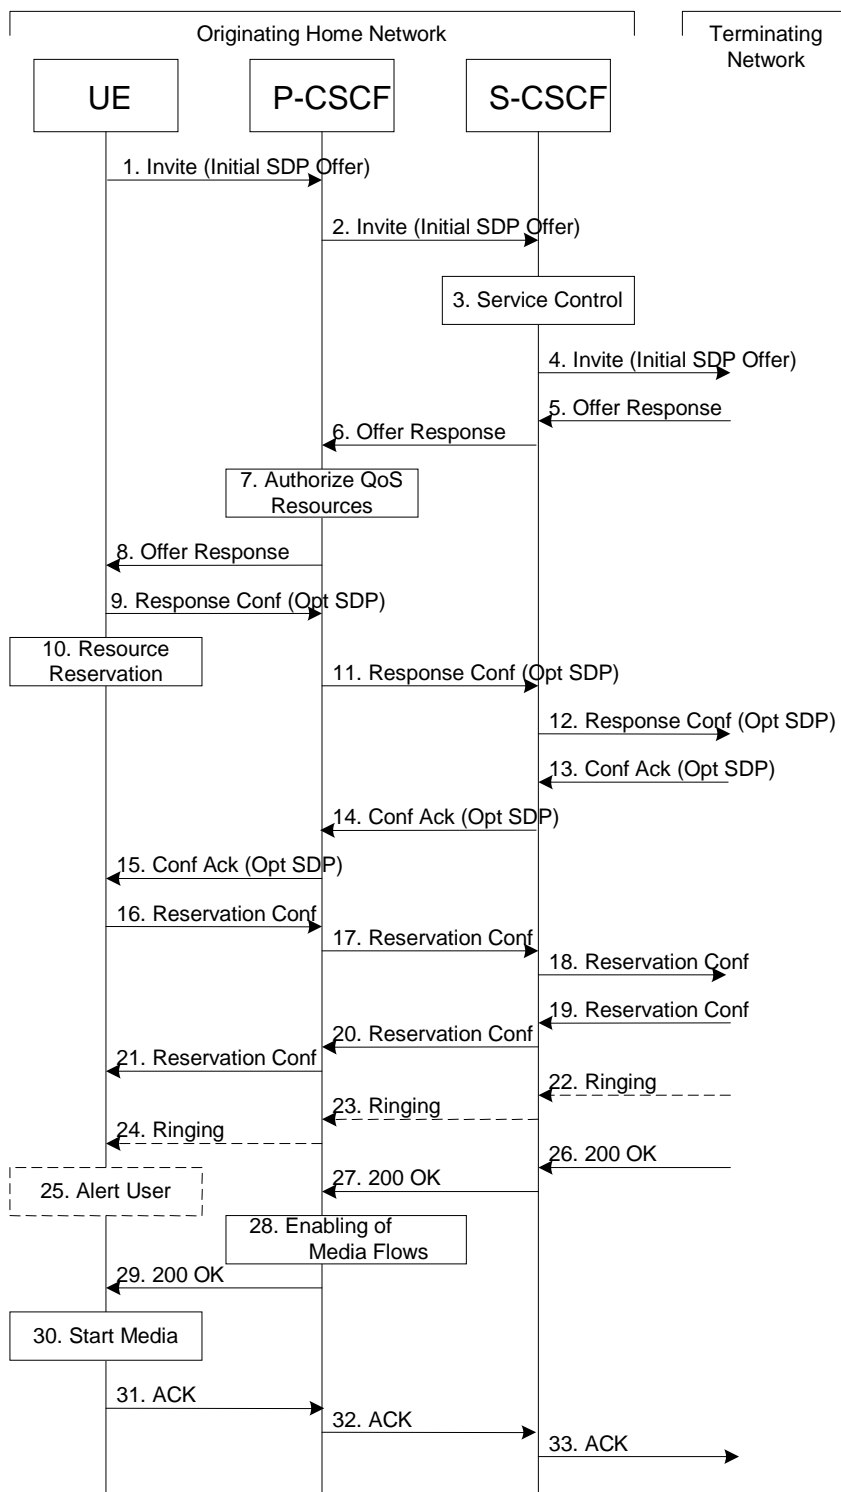 Originating Home Network
Terminating
Network
UE
P-CSCF
S-CSCF
1. Invite (Initial SDP Offer)
2. Invite (Initial SDP Offer)
3. Service Control
4. Invite (Initial SDP Offer)
5. Offer Response
6. Offer Response
7. Authorize QoS
Resources
8. Offer Response
9. Response Conf (Opt SDP)
10. Resource
Reservation
11. Response Conf (Opt SDP)
12. Response Conf (Opt SDP)
13. Conf Ack (Opt SDP)
14. Conf Ack (Opt SDP)
15. Conf Ack (Opt SDP)
16. Reservation Conf
17. Reservation Conf
18. Reservation Conf
19. Reservation Conf
20. Reservation Conf
21. Reservation Conf
22. Ringing
23. Ringing
24. Ringing
25. Alert User
26. 200 OK
27. 200 OK
28. Enabling of
Media Flows
29. 200 OK
30. Start Media
31. ACK
32. ACK
33. ACK